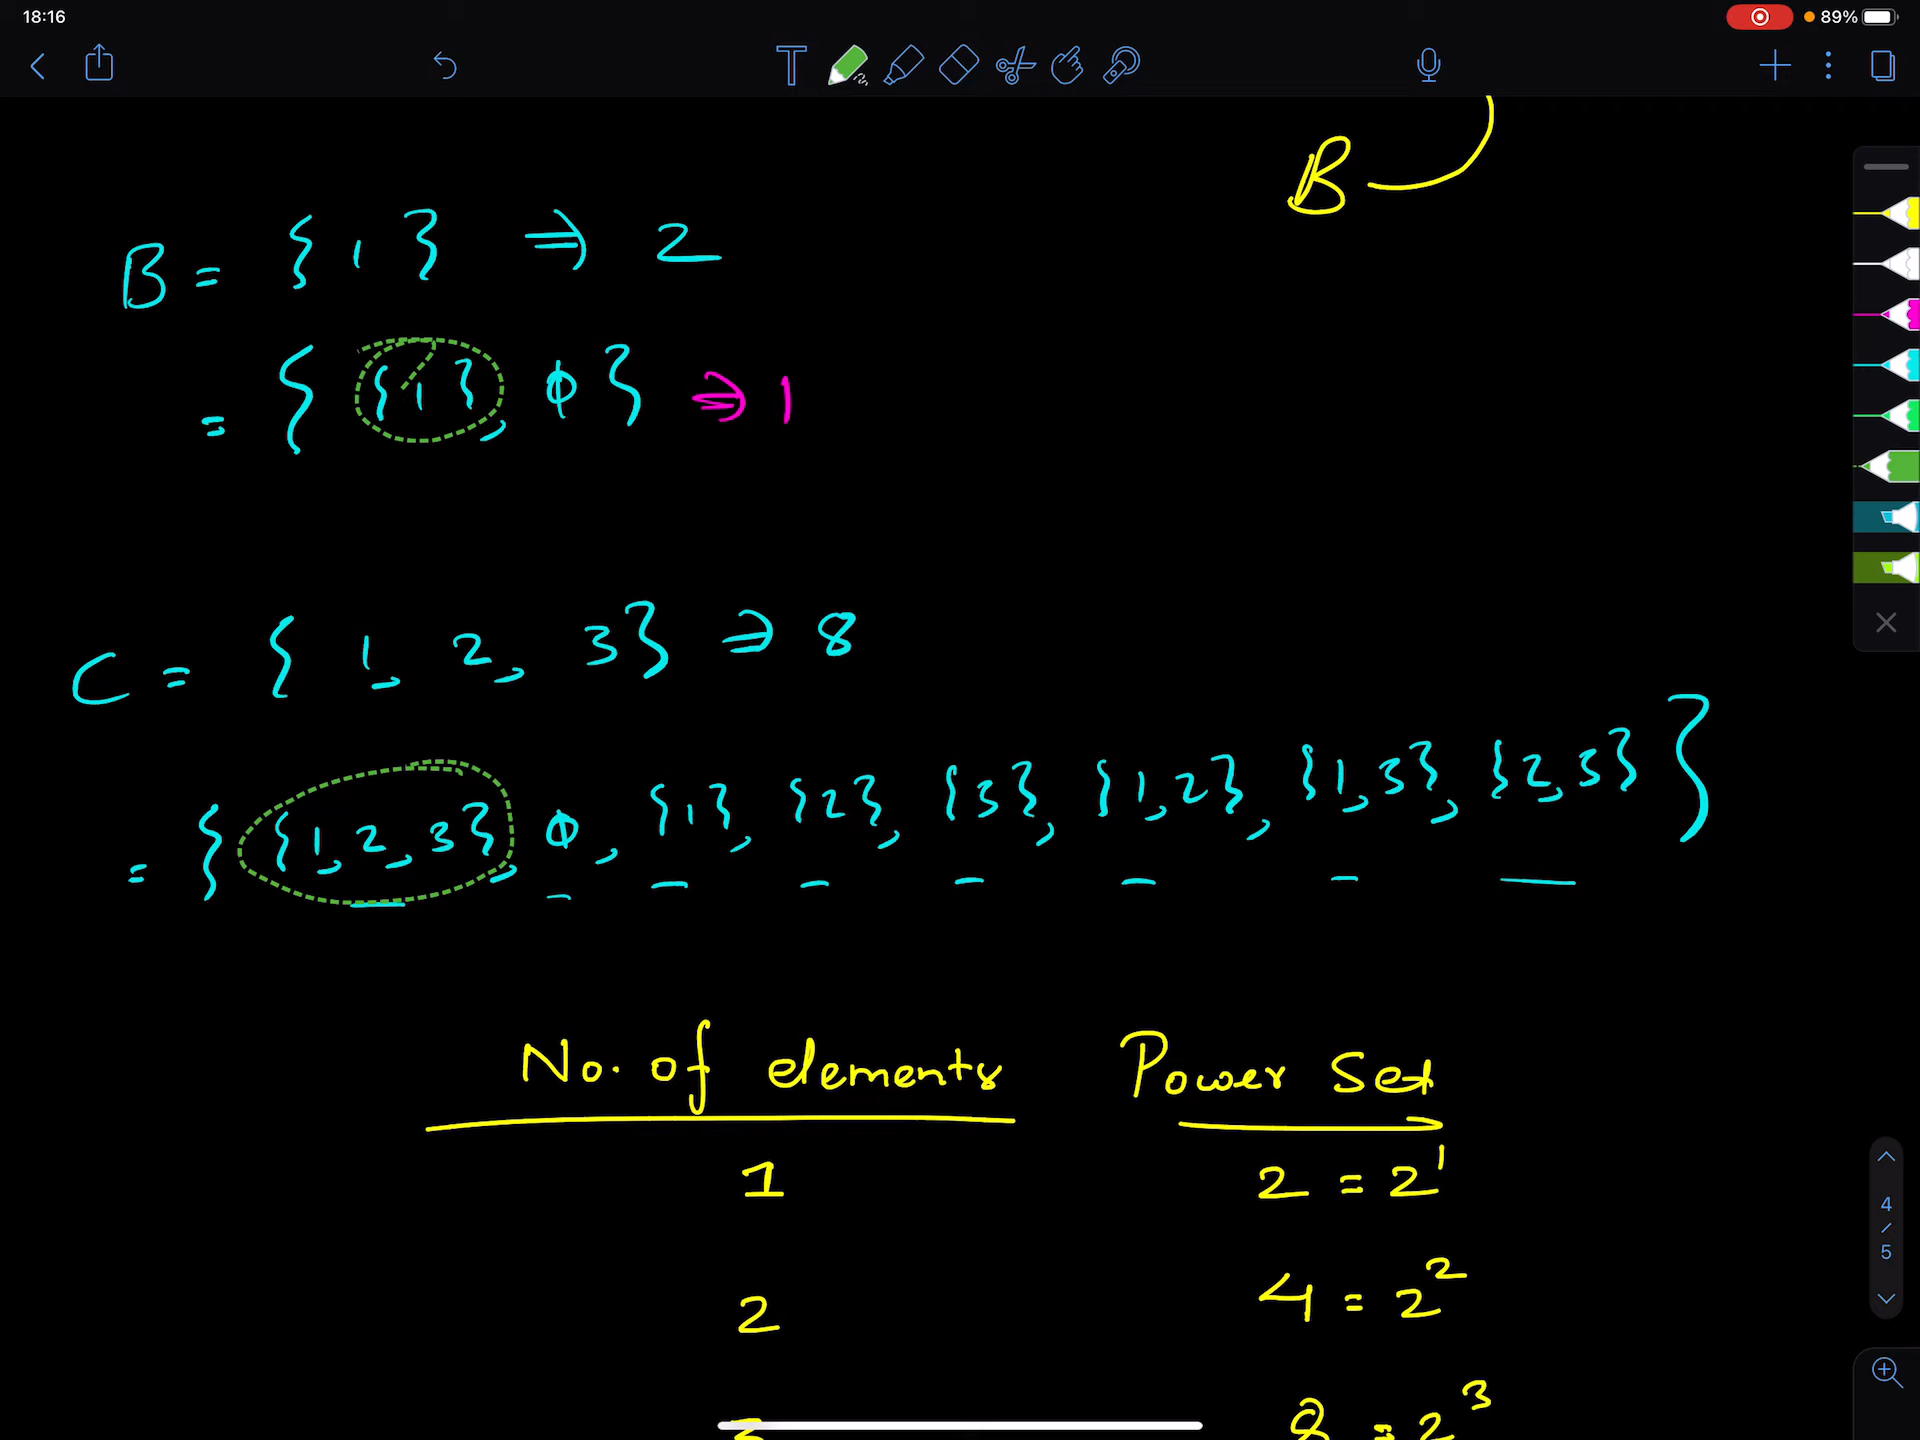 18:16
89%
B
B = { 1 } ⇒ 2
= { {1}, ϕ } ⇒ 1
C = { 1, 2, 3 } ⇒ 8
= { {1, 2, 3}, ϕ, {1}, {2}, {3}, {1,2}, {1,3}, {2,3} }
No. of elements Power Set
1 2 = 2¹
2 4 = 2²
8 = 2³
4
/
5